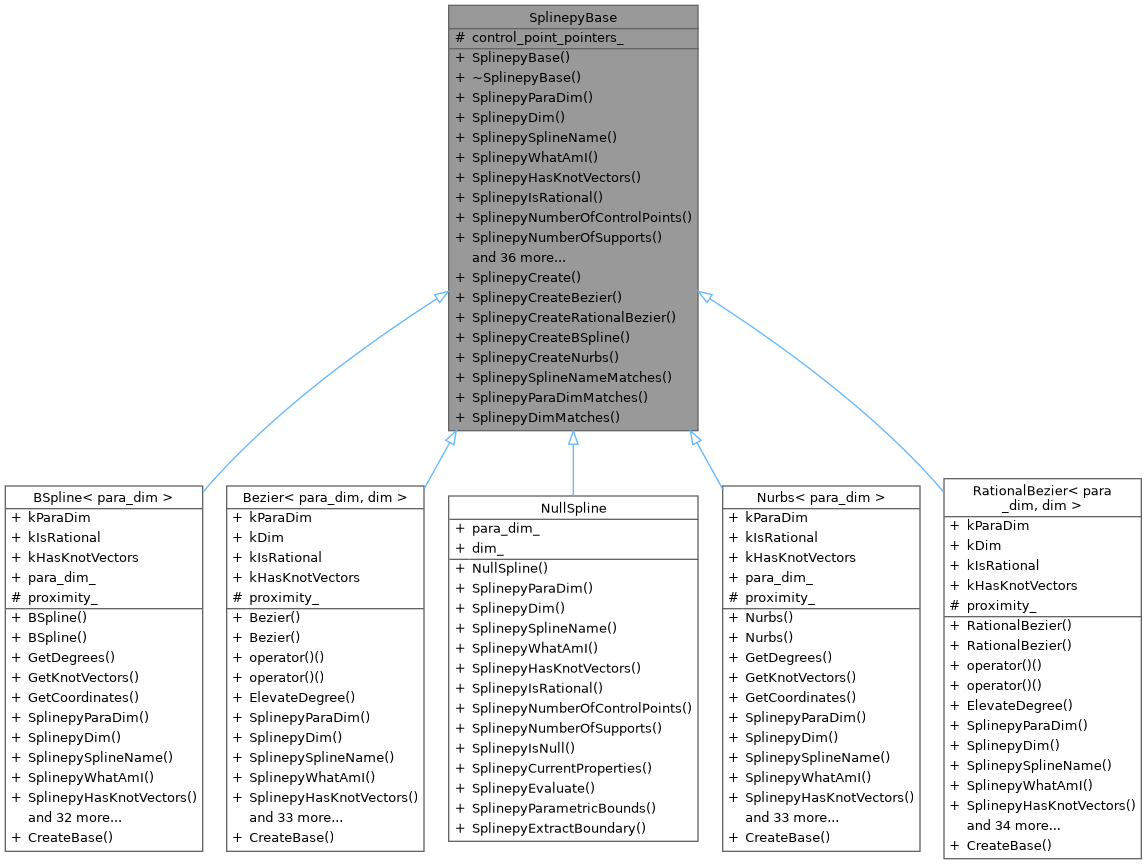 SplinepyBase
# control_point_pointers_
+ SplinepyBase()
+ ~SplinepyBase()
+ SplinepyParaDim()
+ SplinepyDim()
+ SplinepySplineName()
+ SplinepyWhatAmI()
+ SplinepyHasKnotVectors()
+ SplinepyIsRational()
+ SplinepyNumberOfControlPoints()
+ SplinepyNumberOfSupports()
and 36 more...
+ SplinepyCreate()
+ SplinepyCreateBezier()
+ SplinepyCreateRationalBezier()
+ SplinepyCreateBSpline()
+ SplinepyCreateNurbs()
+ SplinepySplineNameMatches()
+ SplinepyParaDimMatches()
+ SplinepyDimMatches()
BSpline< para_dim >
+ kParaDim
+ kIsRational
+ kHasKnotVectors
+ para_dim_
# proximity_
+ BSpline()
+ BSpline()
+ GetDegrees()
+ GetKnotVectors()
+ GetCoordinates()
+ SplinepyParaDim()
+ SplinepyDim()
+ SplinepySplineName()
+ SplinepyWhatAmI()
+ SplinepyHasKnotVectors()
and 32 more...
+ CreateBase()
Bezier< para_dim, dim >
+ kParaDim
+ kDim
+ kIsRational
+ kHasKnotVectors
# proximity_
+ Bezier()
+ Bezier()
+ operator()()
+ operator()()
+ ElevateDegree()
+ SplinepyParaDim()
+ SplinepyDim()
+ SplinepySplineName()
+ SplinepyWhatAmI()
+ SplinepyHasKnotVectors()
and 33 more...
+ CreateBase()
NullSpline
+ para_dim_
+ dim_
+ NullSpline()
+ SplinepyParaDim()
+ SplinepyDim()
+ SplinepySplineName()
+ SplinepyWhatAmI()
+ SplinepyHasKnotVectors()
+ SplinepyIsRational()
+ SplinepyNumberOfControlPoints()
+ SplinepyNumberOfSupports()
+ SplinepyIsNull()
+ SplinepyCurrentProperties()
+ SplinepyEvaluate()
+ SplinepyParametricBounds()
+ SplinepyExtractBoundary()
Nurbs< para_dim >
+ kParaDim
+ kIsRational
+ kHasKnotVectors
+ para_dim_
# proximity_
+ Nurbs()
+ Nurbs()
+ GetDegrees()
+ GetKnotVectors()
+ GetCoordinates()
+ SplinepyParaDim()
+ SplinepyDim()
+ SplinepySplineName()
+ SplinepyWhatAmI()
+ SplinepyHasKnotVectors()
and 33 more...
+ CreateBase()
RationalBezier< para
_dim, dim >
+ kParaDim
+ kDim
+ kIsRational
+ kHasKnotVectors
# proximity_
+ RationalBezier()
+ RationalBezier()
+ operator()()
+ operator()()
+ ElevateDegree()
+ SplinepyParaDim()
+ SplinepyDim()
+ SplinepySplineName()
+ SplinepyWhatAmI()
+ SplinepyHasKnotVectors()
and 34 more...
+ CreateBase()